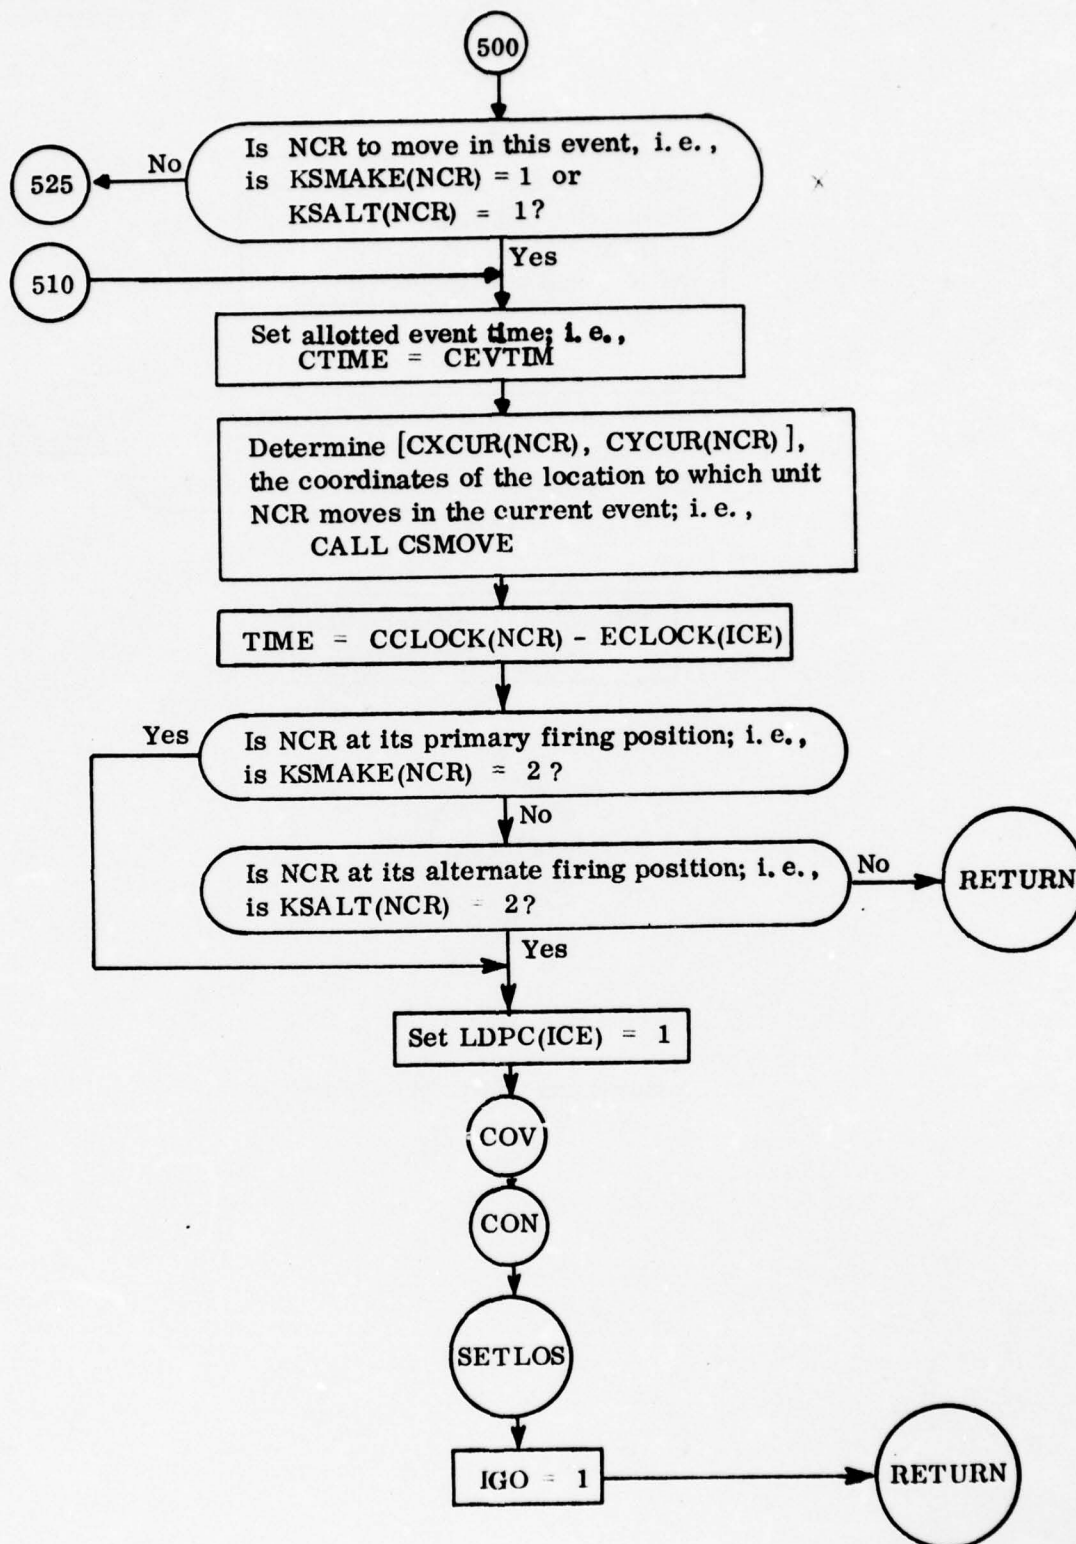 500
Is NCR to move in this event, i. e. ,
is KSMAKE(NCR) = 1 or
KSALT(NCR) = 1?
No
525
Yes
510
Set allotted event time; i. e. ,
CTIME = CEVTIM
Determine [CXCUR(NCR), CYCUR(NCR) ],
the coordinates of the location to which unit
NCR moves in the current event; i. e. ,
CALL CSMOVE
TIME = CCLOCK(NCR) - ECLOCK(ICE)
Yes
Is NCR at its primary firing position; i. e. ,
is KSMAKE(NCR) = 2 ?
No
Is NCR at its alternate firing position; i. e. ,
is KSALT(NCR) = 2?
No
RETURN
Yes
Set LDPC(ICE) = 1
COV
CON
SETLOS
IGO = 1
RETURN